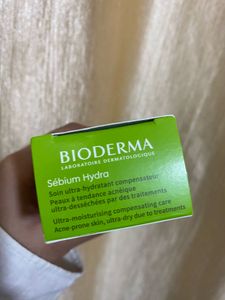 BIODERMA
LABORATOIRE DERMATOLOGIQUE
Sébium Hydra
Soin ultra-hydratant compensateur
Peaux à tendance acnéique
ultra-desséchées par des traitements
Ultra-moisturising compensating care
Acne-prone skin, ultra-dry due to treatments